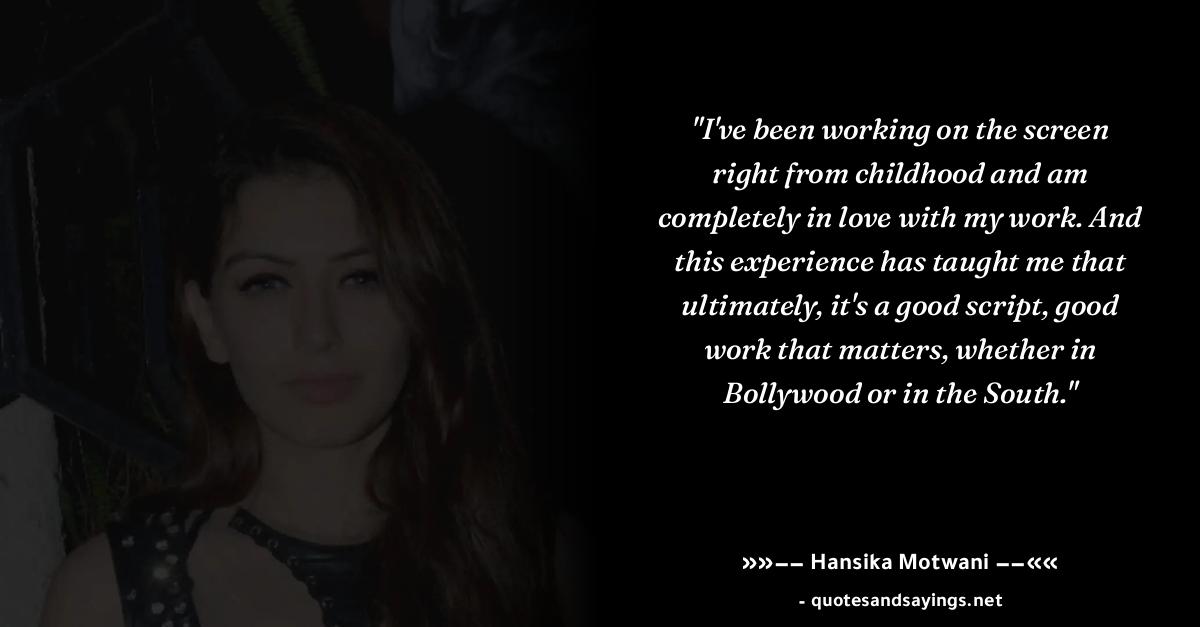 "I've been working on the screen
right from childhood and am
completely in love with my work. And
this experience has taught me that
ultimately, it's a good script, good
work that matters, whether in
Bollywood or in the South."
»»−− Hansika Motwani −−««
- quotesandsayings.net